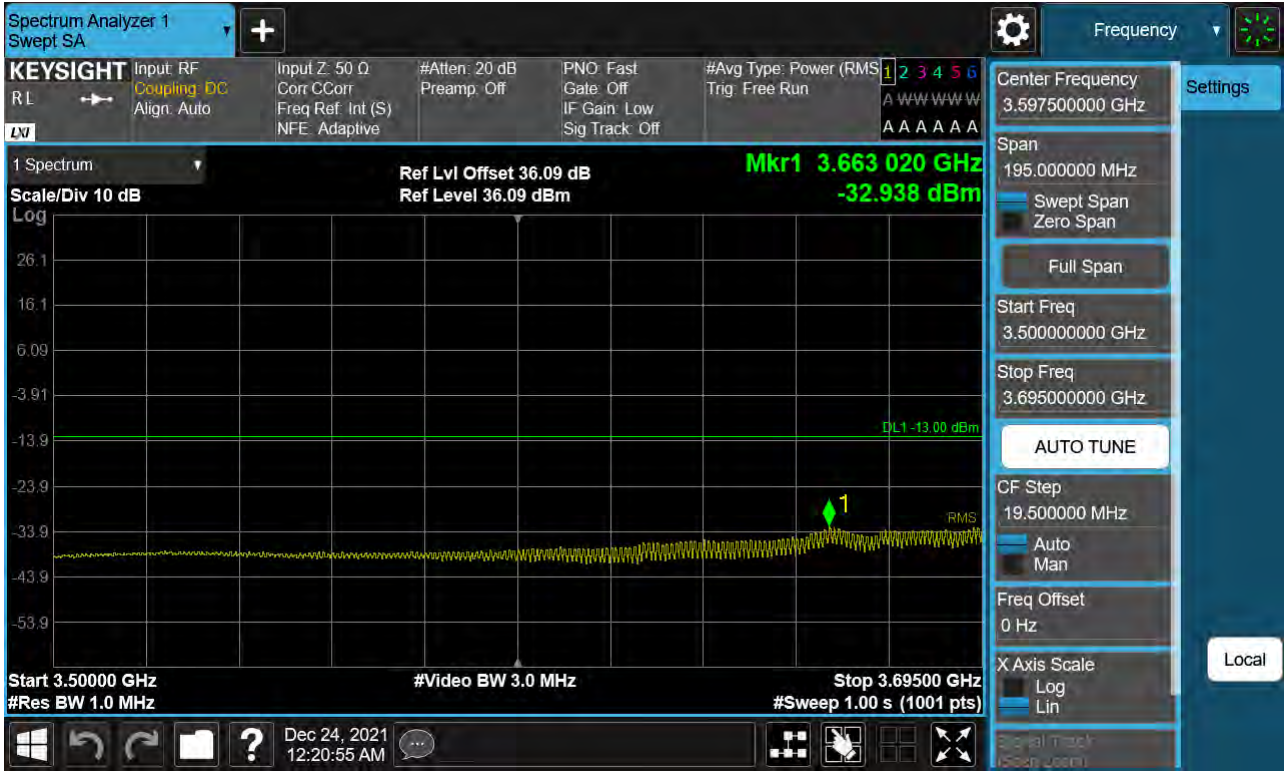 Spectrum Analyzer 1
Swept SA
+
Frequency
KEYSIGHT
R L
LXI
Input: RF
Coupling: DC
Align: Auto
Input Z: 50 Ω
Corr CCorr
Freq Ref: Int (S)
NFE: Adaptive
#Atten: 20 dB
Preamp: Off
PNO: Fast
Gate: Off
IF Gain: Low
Sig Track: Off
#Avg Type: Power (RMS
Trig: Free Run
1 2 3 4 5 6
A W W W W W
A A A A A A
1 Spectrum
Scale/Div 10 dB
Log
Ref Lvl Offset 36.09 dB
Ref Level 36.09 dBm
Mkr1 3.663 020 GHz
-32.938 dBm
26.1
16.1
6.09
-3.91
-13.9
-23.9
-33.9
-43.9
-53.9
DL1 -13.00 dBm
1
RMS
Start 3.50000 GHz
#Res BW 1.0 MHz
#Video BW 3.0 MHz
Stop 3.69500 GHz
#Sweep 1.00 s (1001 pts)
Center Frequency
3.597500000 GHz
Span
195.000000 MHz
Swept Span
Zero Span
Full Span
Start Freq
3.500000000 GHz
Stop Freq
3.695000000 GHz
AUTO TUNE
CF Step
19.500000 MHz
Auto
Man
Freq Offset
0 Hz
X Axis Scale
Log
Lin
Signal Track
(Span Zoom)
Settings
Local
?
Dec 24, 2021
12:20:55 AM